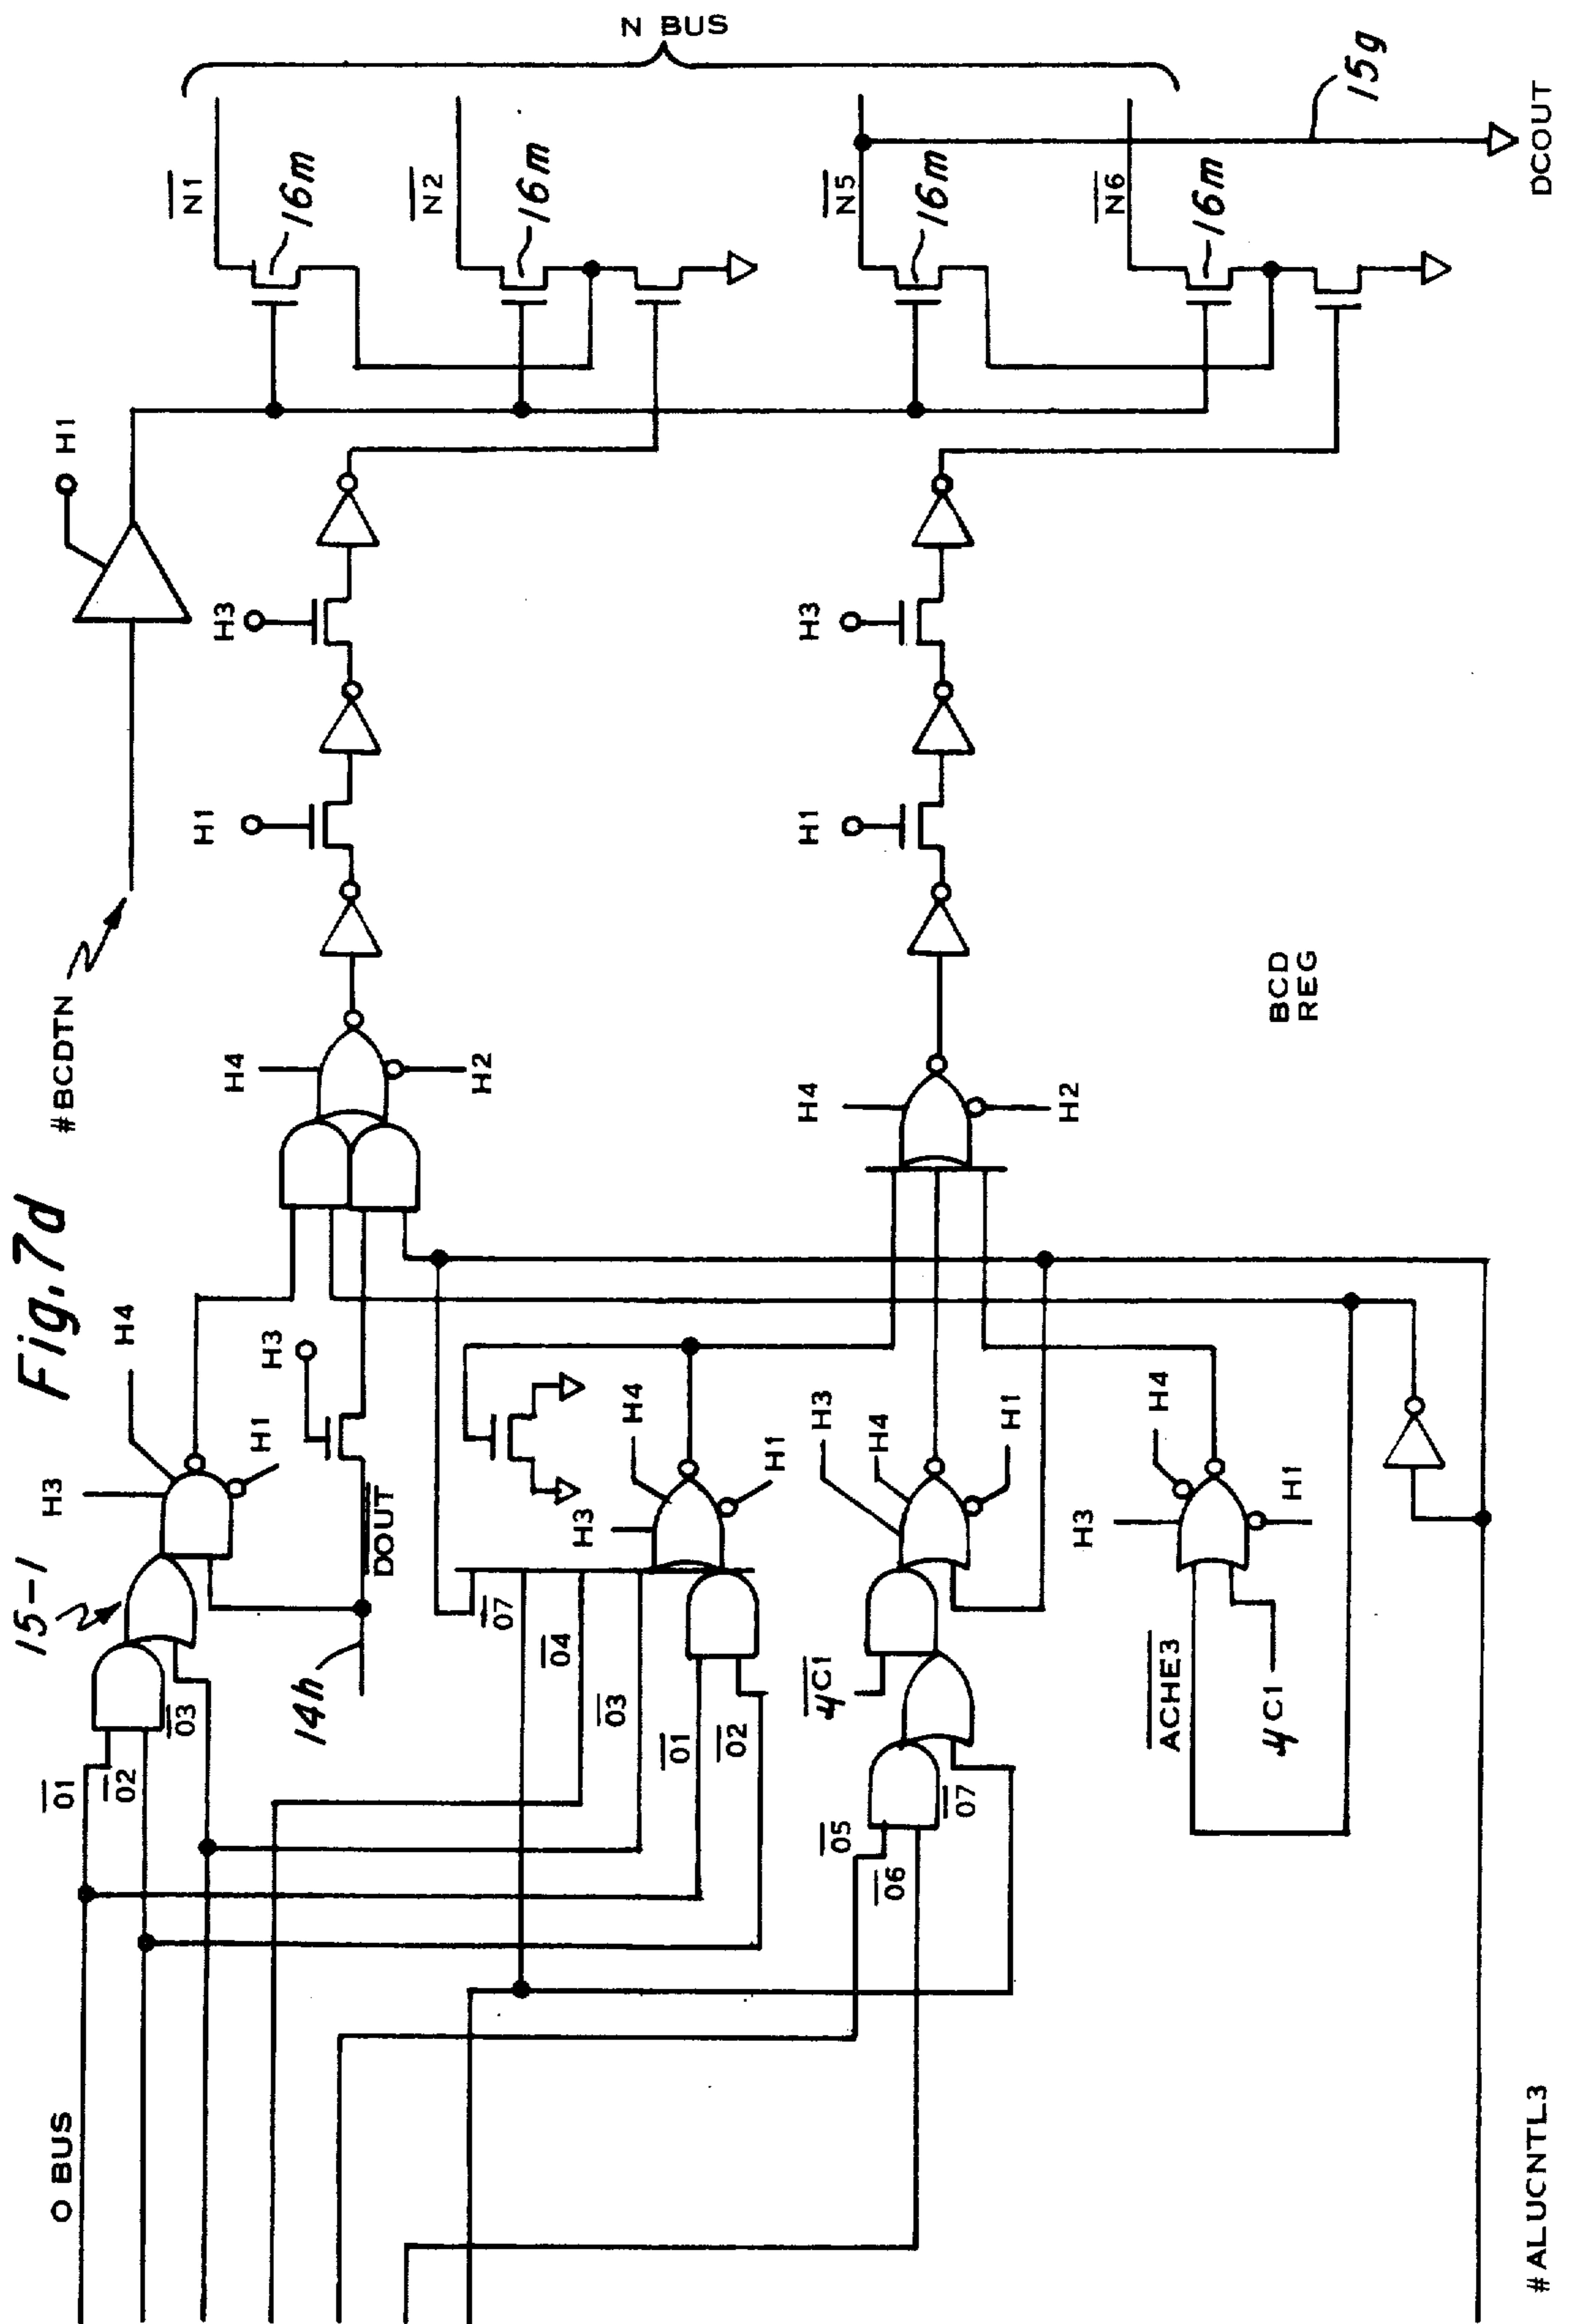 Fig. 7d
O BUS
N BUS
#BCDTN
H1
15-1
H3
H4
H1
H4
H2
H1
H3
N1
16m
N2
16m
01
02
03
14h
DOUT
H3
07
04
03
01
02
H3
H4
H1
H4
H2
H1
H3
N5
16m
N6
16m
15g
DCOUT
μC1
05
06
07
H3
H4
H1
ACHE3
μC1
H3
H4
H1
BCD
REG
#ALUCNTL3